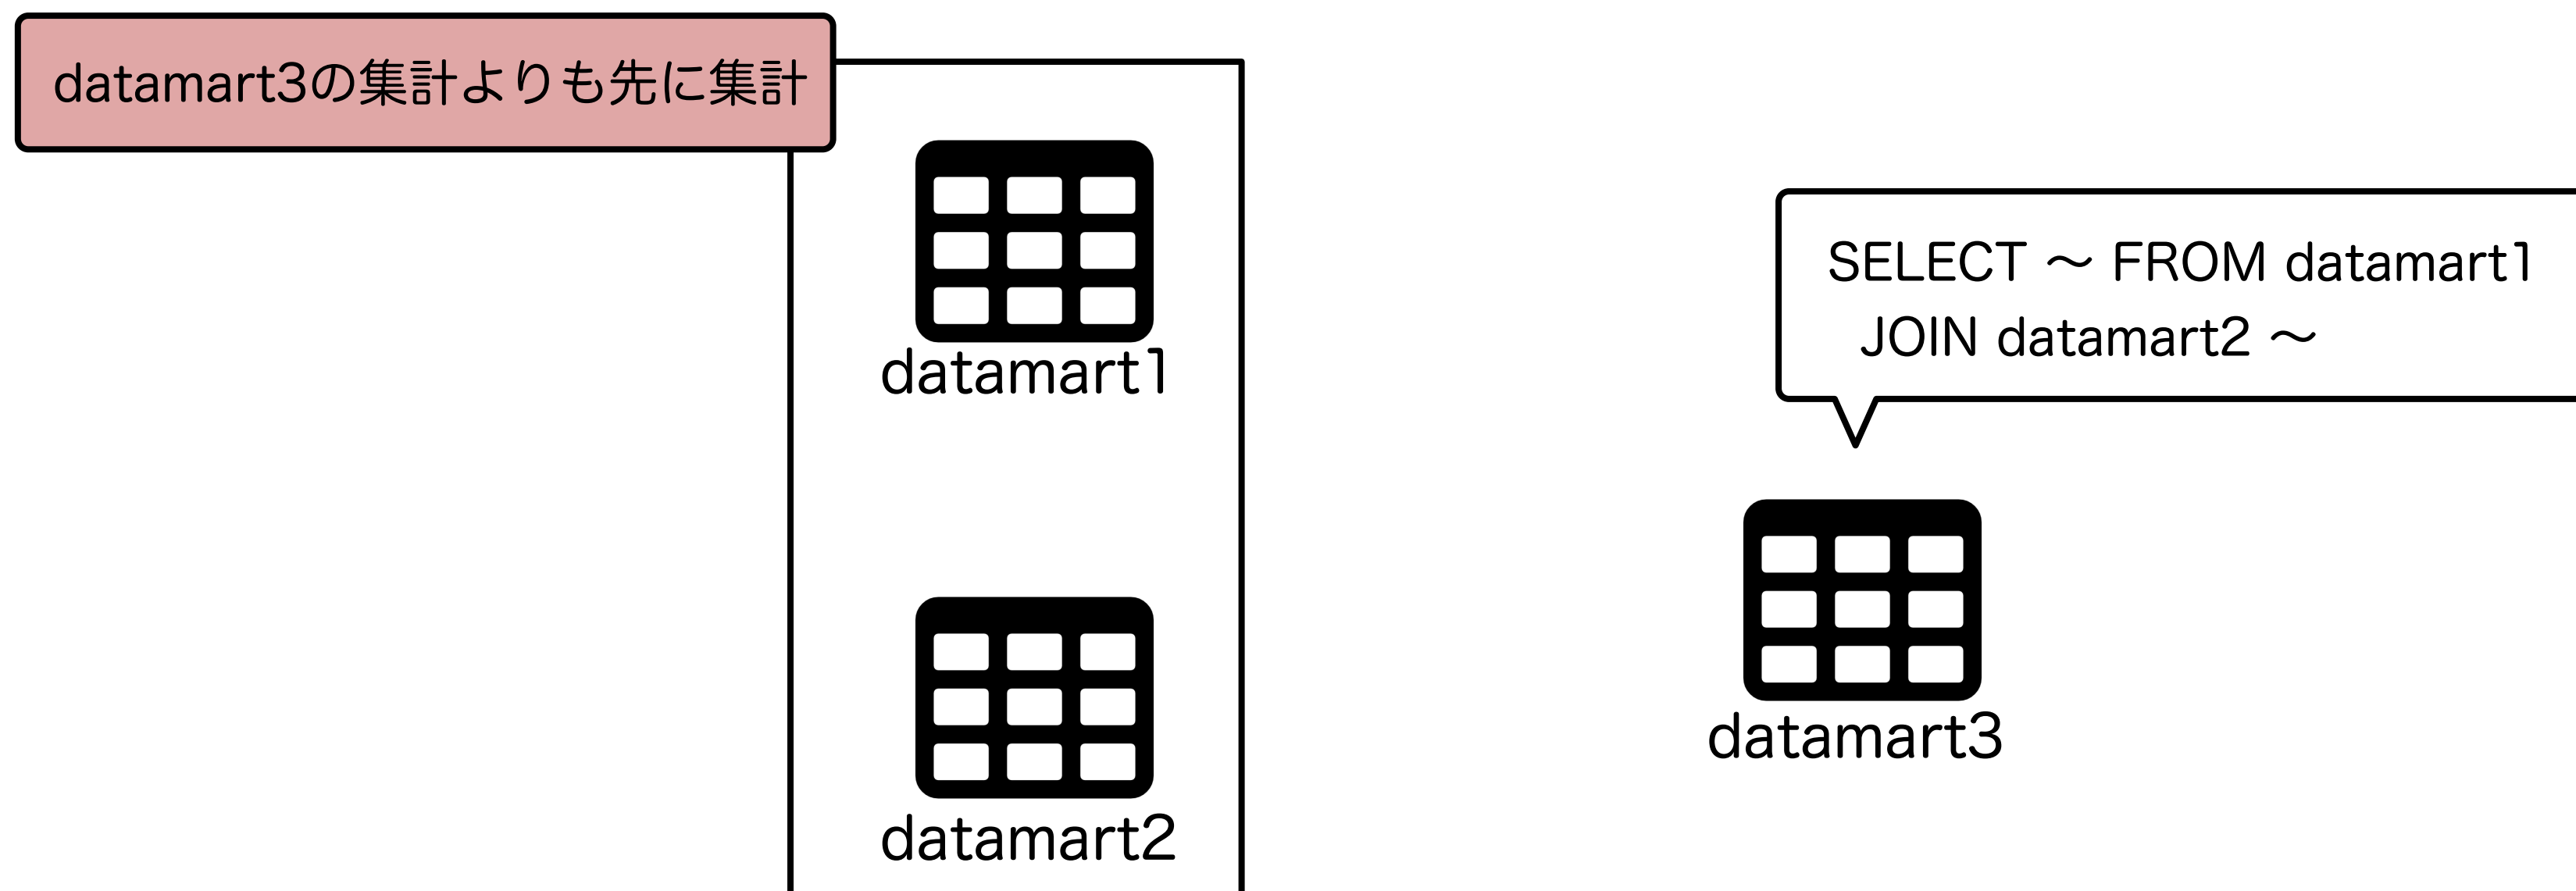 datamart3の集計よりも先に集計
datamart1
SELECT 〜 FROM datamart1
JOIN datamart2 〜
datamart2
datamart3